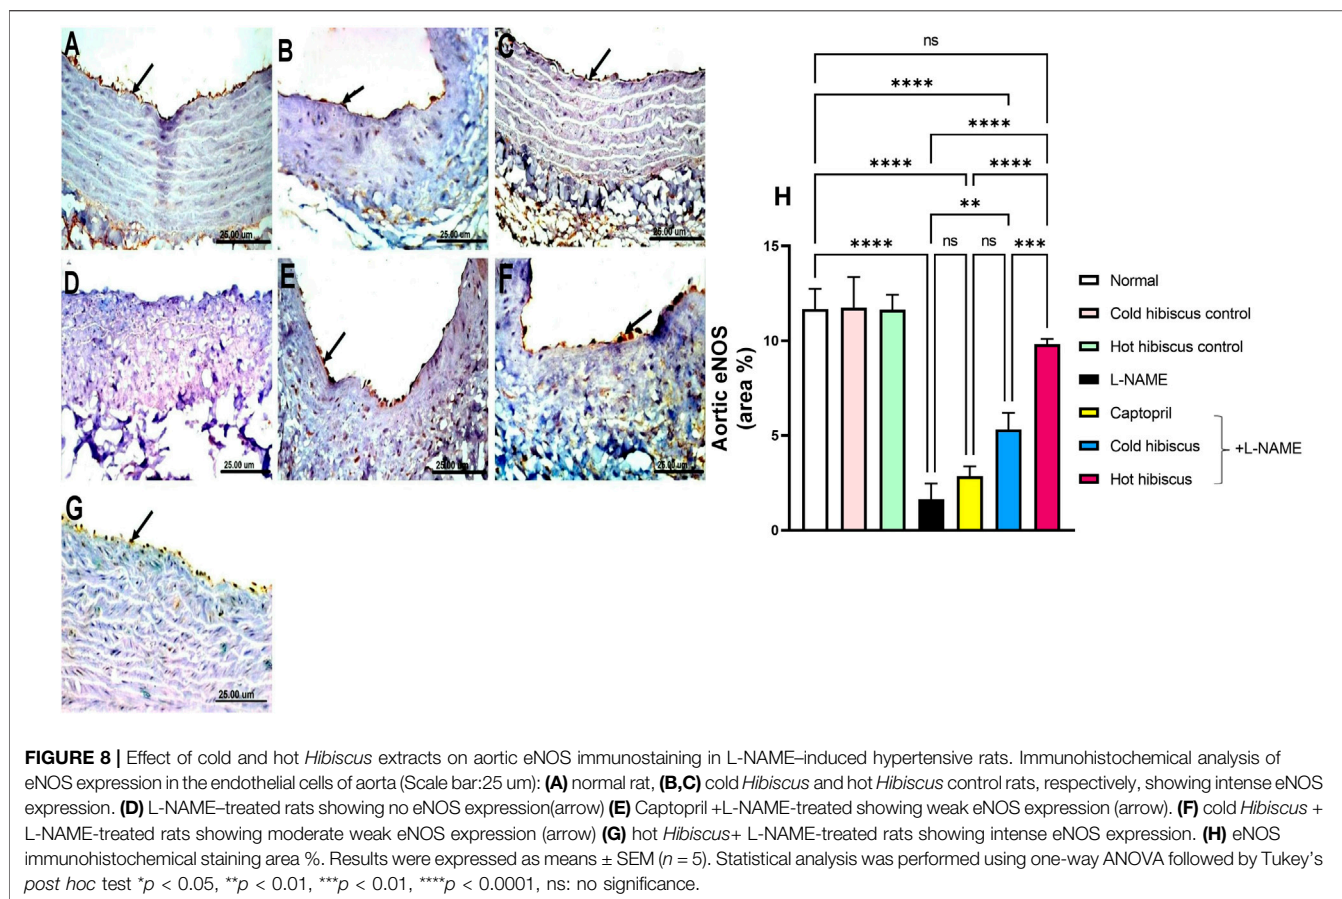 A
B
C
25.00 um
25.00 um
25.00 um
D
E
F
25.00 um
25.00 um
25.00 um
G
25.00 um
H
ns
****
****
****
****
**
****
ns
ns
***
15
10
5
0
Aortic eNOS
(area %)
Normal
Cold hibiscus control
Hot hibiscus control
L-NAME
Captopril
Cold hibiscus
+L-NAME
Hot hibiscus
FIGURE 8 | Effect of cold and hot Hibiscus extracts on aortic eNOS immunostaining in L-NAME–induced hypertensive rats. Immunohistochemical analysis of
eNOS expression in the endothelial cells of aorta (Scale bar:25 um): (A) normal rat, (B,C) cold Hibiscus and hot Hibiscus control rats, respectively, showing intense eNOS
expression. (D) L-NAME–treated rats showing no eNOS expression(arrow) (E) Captopril +L-NAME-treated showing weak eNOS expression (arrow). (F) cold Hibiscus +
L-NAME-treated rats showing moderate weak eNOS expression (arrow) (G) hot Hibiscus+ L-NAME-treated rats showing intense eNOS expression. (H) eNOS
immunohistochemical staining area %. Results were expressed as means ± SEM (n = 5). Statistical analysis was performed using one-way ANOVA followed by Tukey's
post hoc test *p < 0.05, **p < 0.01, ***p < 0.01, ****p < 0.0001, ns: no significance.